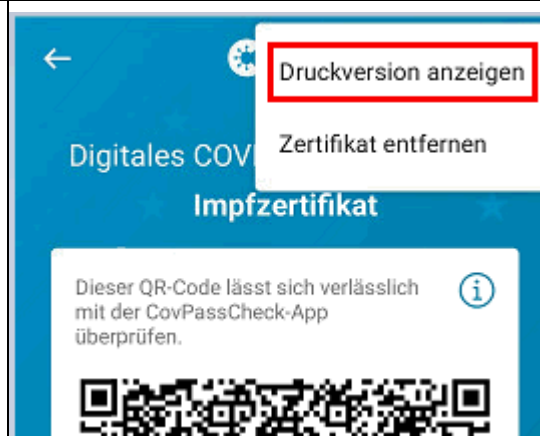 Druckversion anzeigen
Zertifikat entfernen
Digitales COV
Impfzertifikat
Dieser QR-Code lässt sich verlässlich
mit der CovPassCheck-App
überprüfen.